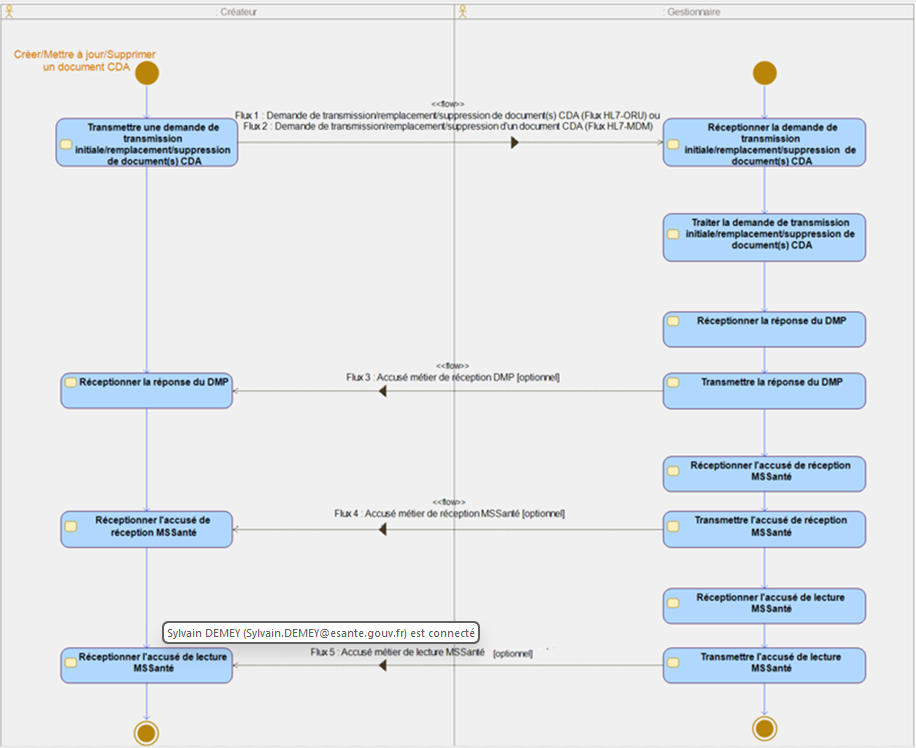 : Créateur
: Gestionnaire
Créer/Mettre à jour/Supprimer
un document CDA
<<flow>>
Flux 1 : Demande de transmission/remplacement/suppression de document(s) CDA (Flux HL7-ORU) ou
Flux 2 : Demande de transmission/remplacement/suppression d'un document CDA (Flux HL7-MDM)
Transmettre une demande de
transmission
initiale/remplacement/suppression
de document(s) CDA
Réceptionner la demande de
transmission
initiale/remplacement/suppression de
document(s) CDA
Traiter la demande de transmission
initiale/remplacement/suppression de
document(s) CDA
Réceptionner la réponse du DMP
<<flow>>
Flux 3 : Accusé métier de réception DMP [optionnel]
Réceptionner la réponse du DMP
Transmettre la réponse du DMP
Réceptionner l'accusé de réception
MSSanté
<<flow>>
Flux 4 : Accusé métier de réception MSSanté [optionnel]
Réceptionner l'accusé de
réception MSSanté
Transmettre l'accusé de réception
MSSanté
Réceptionner l'accusé de lecture
MSSanté
Sylvain DEMEY (Sylvain.DEMEY@esante.gouv.fr) est connecté
Flux 5 : Accusé métier de lecture MSSanté [optionnel]
Réceptionner l'accusé de lecture
MSSanté
Transmettre l'accusé de lecture
MSSanté